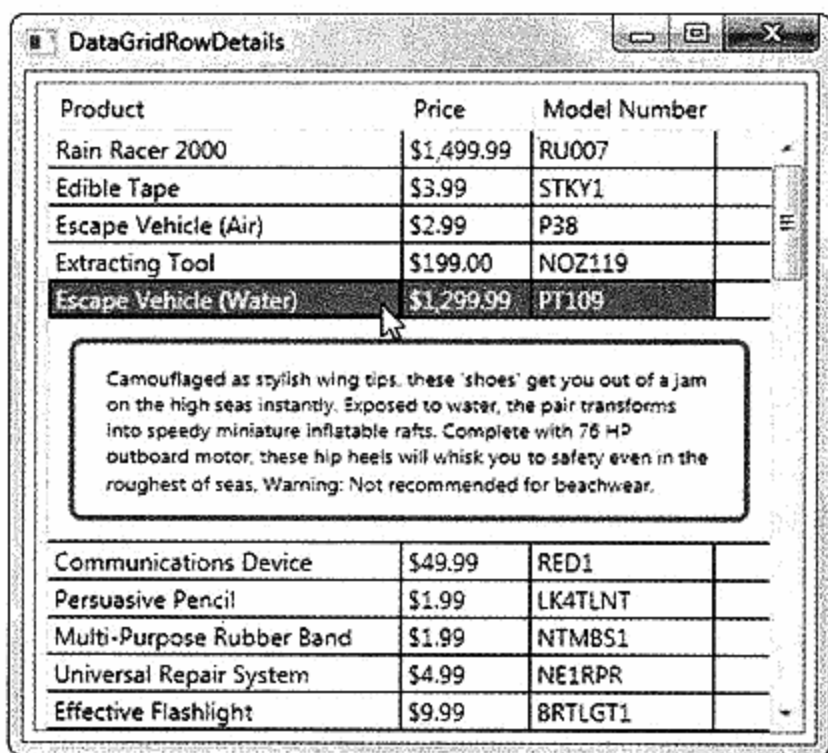 DataGridRowDetails
Product Price Model Number
Rain Racer 2000 $1,499.99 RU007
Edible Tape $3.99 STKY1
Escape Vehicle (Air) $2.99 P38
Extracting Tool $199.00 NOZ119
Escape Vehicle (Water) $1,299.99 PT109
Camouflaged as stylish wing tips, these 'shoes' get you out of a jam
on the high seas instantly. Exposed to water, the pair transforms
into speedy miniature inflatable rafts. Complete with 76 HP
outboard motor, these hip heels will whisk you to safety even in the
roughest of seas. Warning: Not recommended for beachwear.
Communications Device $49.99 RED1
Persuasive Pencil $1.99 LK4TLNT
Multi-Purpose Rubber Band $1.99 NTMBS1
Universal Repair System $4.99 NE1RPR
Effective Flashlight $9.99 BRTLGT1